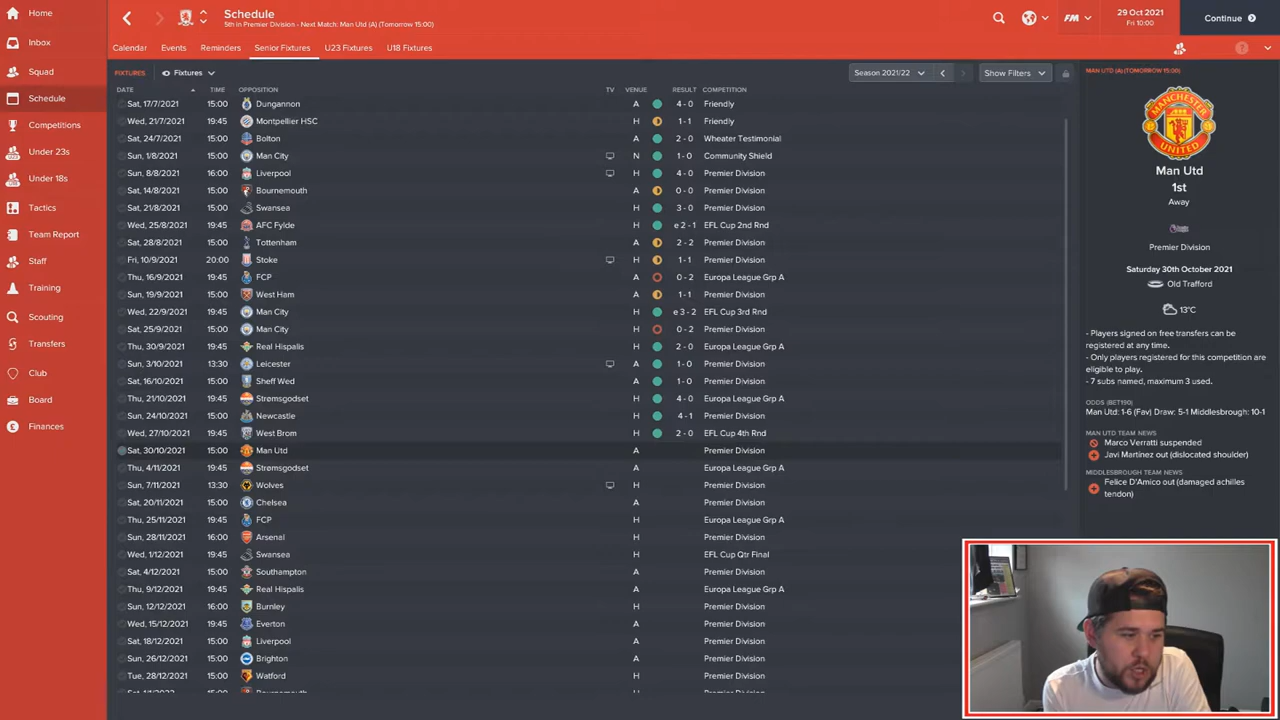 Home
Inbox
Squad
Schedule
Competitions
Under 23s
Under 18s
Tactics
Team Report
Staff
Training
Scouting
Transfers
Club
Board
Finances
Schedule
5th in Premier Division - Next Match: Man Utd (A) (Tomorrow 15:00)
FM
29 Oct 2021
Fri 10:00
Continue
Calendar Events Reminders Senior Fixtures U23 Fixtures U18 Fixtures
FIXTURES Fixtures Season 2021/22 Show Filters
DATE TIME OPPOSITION TV VENUE RESULT COMPETITION
Sat, 17/7/2021 15:00 Dungannon A 4 - 0 Friendly
Wed, 21/7/2021 19:45 Montpellier HSC H 1 - 1 Friendly
Sat, 24/7/2021 15:00 Bolton A 2 - 0 Wheater Testimonial
Sun, 1/8/2021 15:00 Man City N 1 - 0 Community Shield
Sun, 8/8/2021 16:00 Liverpool H 4 - 0 Premier Division
Sat, 14/8/2021 15:00 Bournemouth A 0 - 0 Premier Division
Sat, 21/8/2021 15:00 Swansea H 3 - 0 Premier Division
Wed, 25/8/2021 19:45 AFC Fylde H e 2 - 1 EFL Cup 2nd Rnd
Sat, 28/8/2021 15:00 Tottenham A 2 - 2 Premier Division
Fri, 10/9/2021 20:00 Stoke H 1 - 1 Premier Division
Thu, 16/9/2021 19:45 FCP A 0 - 2 Europa League Grp A
Sun, 19/9/2021 15:00 West Ham A 1 - 1 Premier Division
Wed, 22/9/2021 19:45 Man City H e 3 - 2 EFL Cup 3rd Rnd
Sat, 25/9/2021 15:00 Man City H 0 - 2 Premier Division
Thu, 30/9/2021 19:45 Real Hispalis H 2 - 0 Europa League Grp A
Sun, 3/10/2021 13:30 Leicester A 1 - 0 Premier Division
Sat, 16/10/2021 15:00 Sheff Wed A 1 - 0 Premier Division
Thu, 21/10/2021 19:45 Strømsgodset H 4 - 0 Europa League Grp A
Sun, 24/10/2021 15:00 Newcastle H 4 - 1 Premier Division
Wed, 27/10/2021 19:45 West Brom H 2 - 0 EFL Cup 4th Rnd
Sat, 30/10/2021 15:00 Man Utd A Premier Division
Thu, 4/11/2021 19:45 Strømsgodset A Europa League Grp A
Sun, 7/11/2021 13:30 Wolves H Premier Division
Sat, 20/11/2021 15:00 Chelsea A Premier Division
Thu, 25/11/2021 19:45 FCP H Europa League Grp A
Sun, 28/11/2021 16:00 Arsenal H Premier Division
Wed, 1/12/2021 19:45 Swansea H EFL Cup Qtr Final
Sat, 4/12/2021 15:00 Southampton A Premier Division
Thu, 9/12/2021 19:45 Real Hispalis A Europa League Grp A
Sun, 12/12/2021 16:00 Burnley H Premier Division
Wed, 15/12/2021 19:45 Everton H Premier Division
Sat, 18/12/2021 15:00 Liverpool A Premier Division
Sun, 26/12/2021 15:00 Brighton A Premier Division
Tue, 28/12/2021 15:00 Watford H Premier Division
Sat, 1/1/2022 15:00 Bournemouth H Premier Division
MAN UTD (A) (TOMORROW 15:00)
MANCHESTER
UNITED
Man Utd
1st
Away
Premier Division
Saturday 30th October 2021
Old Trafford
13°C
- Players signed on free transfers can be
registered at any time.
- Only players registered for this competition are
eligible to play.
- 7 subs named, maximum 3 used.
ODDS (BET190)
Man Utd: 1-6 (Fav) Draw: 5-1 Middlesbrough: 10-1
MAN UTD TEAM NEWS
Marco Verratti suspended
Javi Martínez out (dislocated shoulder)
MIDDLESBROUGH TEAM NEWS
Felice D'Amico out (damaged achilles
tendon)